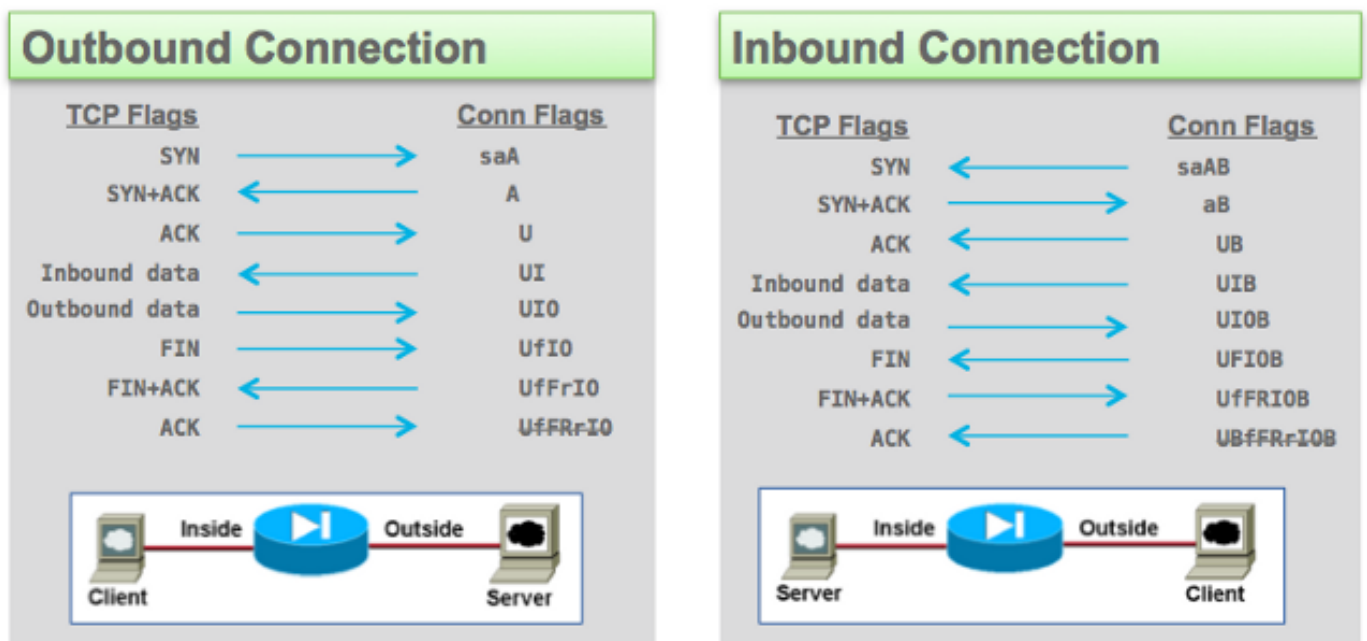 Outbound Connection
TCP Flags Conn Flags
SYN saA
SYN+ACK A
ACK U
Inbound data UI
Outbound data UIO
FIN UfIO
FIN+ACK UfFrIO
ACK UfFRrIO
Inside Outside
Client Server
Inbound Connection
TCP Flags Conn Flags
SYN saAB
SYN+ACK aB
ACK UB
Inbound data UIB
Outbound data UIOB
FIN UFIOB
FIN+ACK UfFRIOB
ACK UBfFRrIOB
Inside Outside
Server Client